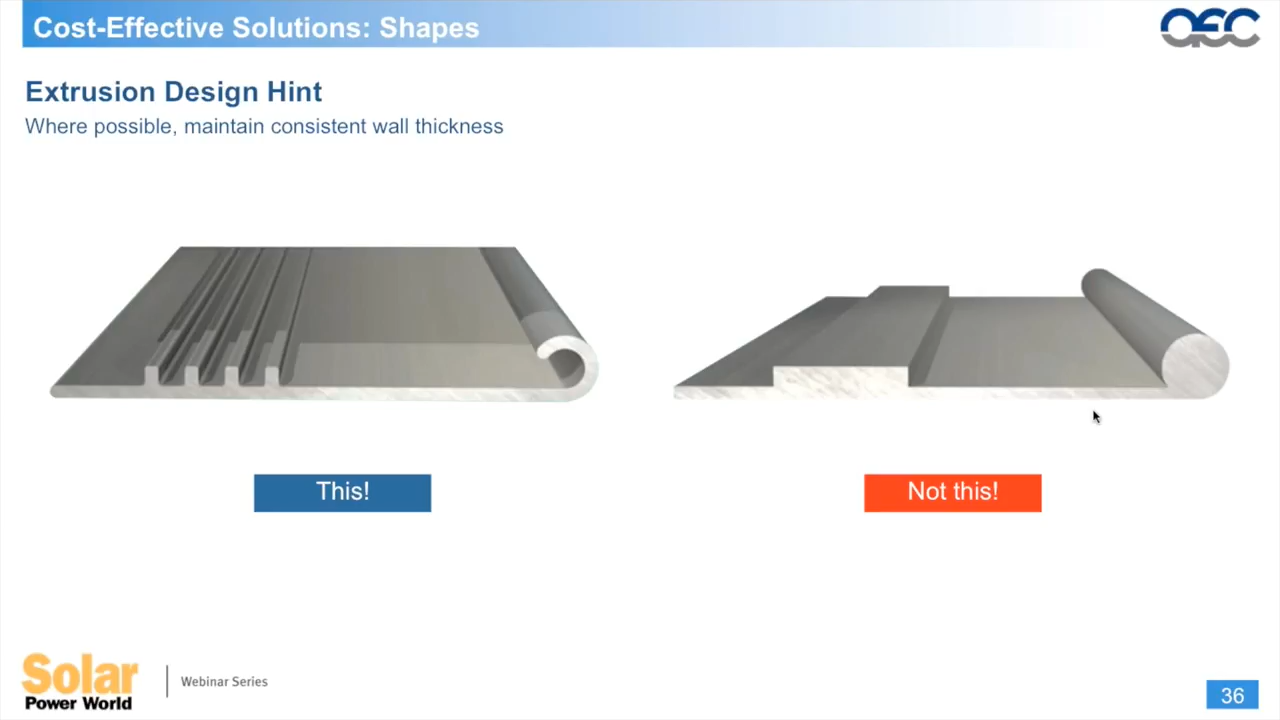 Cost-Effective Solutions: Shapes
AEC
Extrusion Design Hint
Where possible, maintain consistent wall thickness
This!
Not this!
Solar
Power World
Webinar Series
36